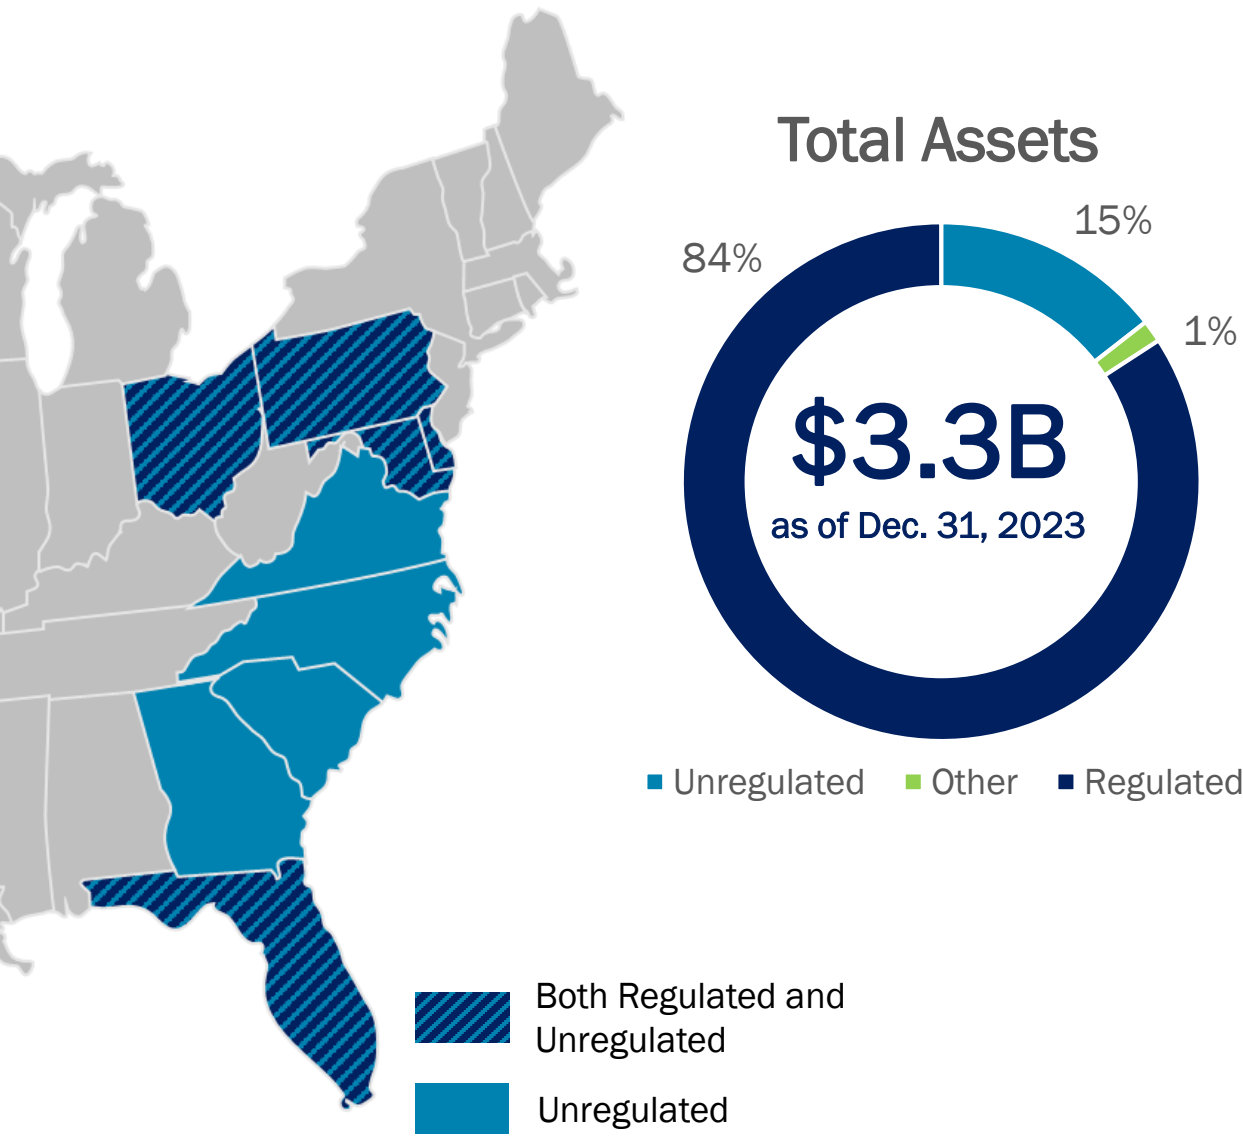 Total Assets
15%
84%
1%
$3.3B
as of Dec. 31, 2023
Unregulated Other Regulated
Both Regulated and
Unregulated
Unregulated